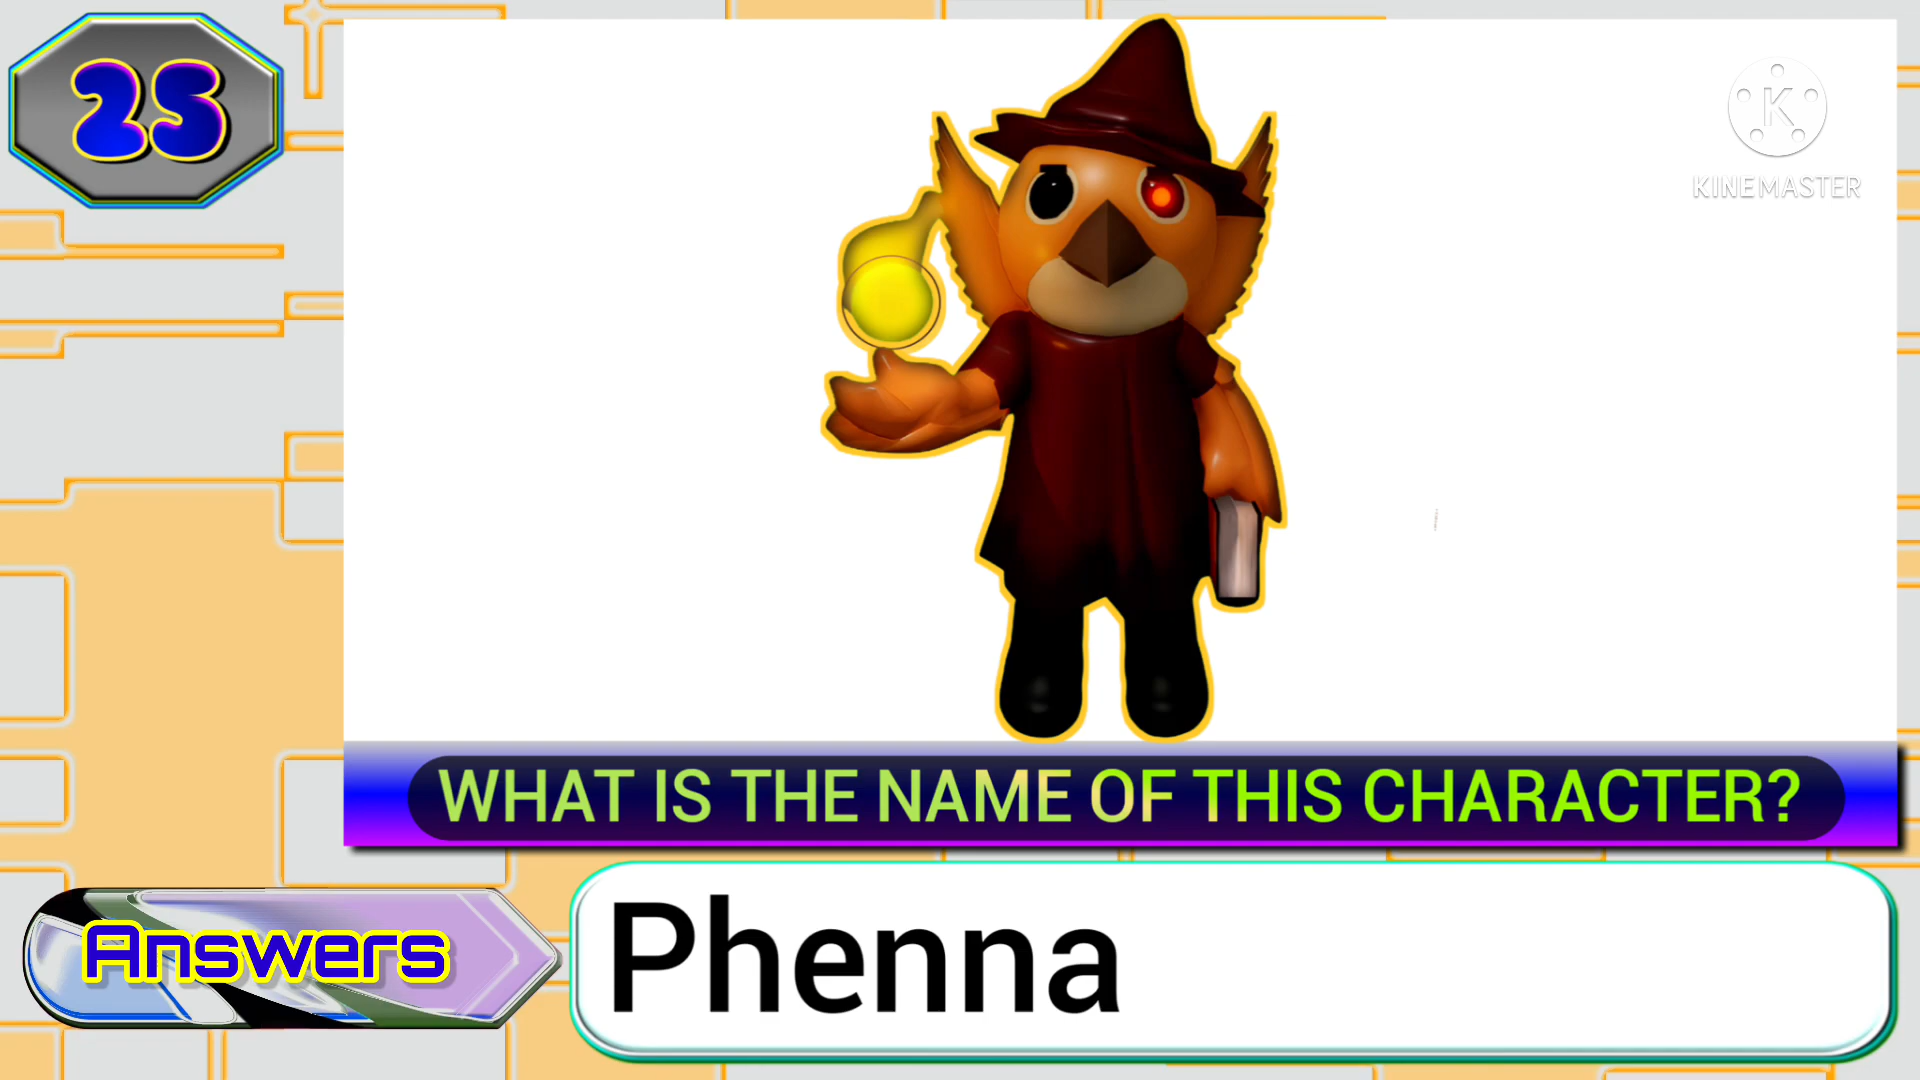 25
KINEMASTER
WHAT IS THE NAME OF THIS CHARACTER?
Answers
Phenna